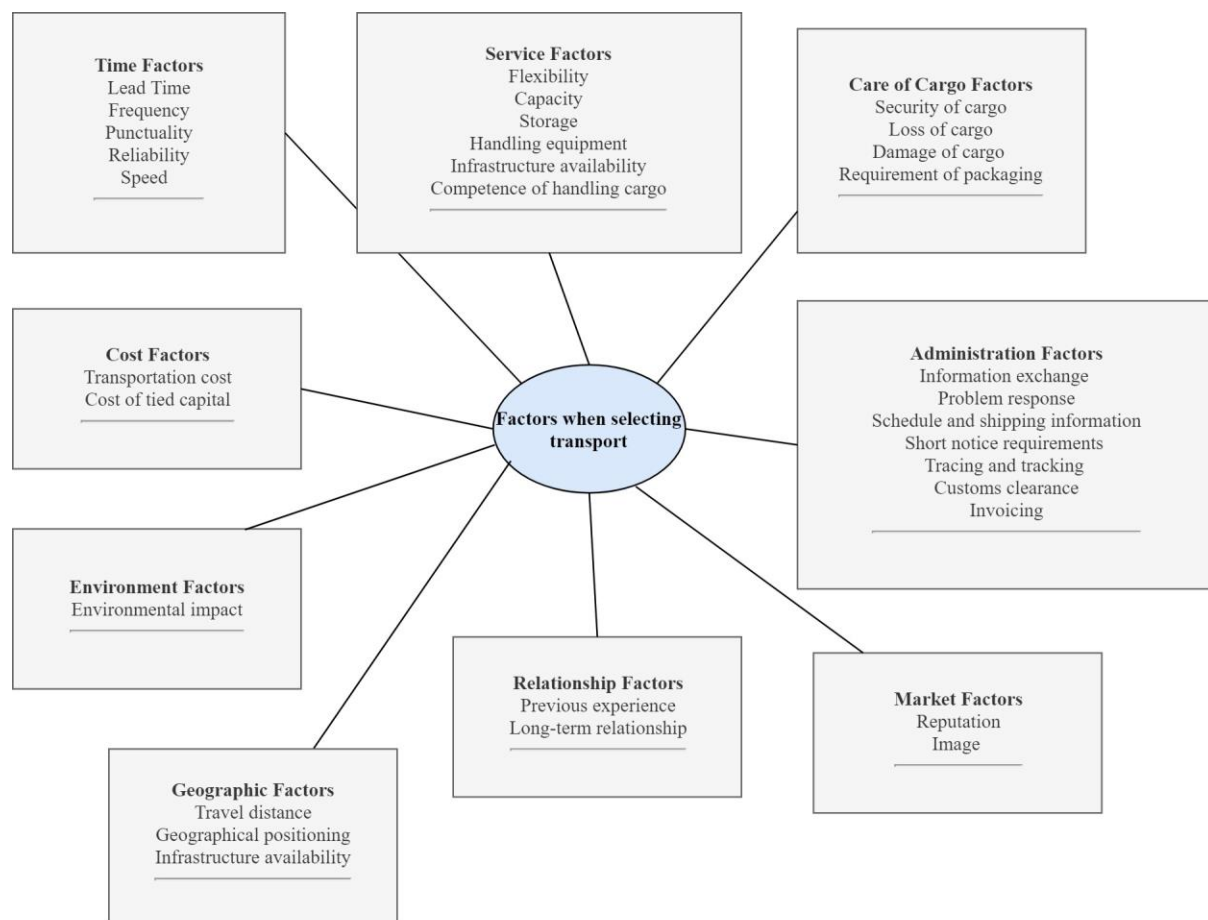 Time Factors
Lead Time
Frequency
Punctuality
Reliability
Speed
Service Factors
Flexibility
Capacity
Storage
Handling equipment
Infrastructure availability
Competence of handling cargo
Care of Cargo Factors
Security of cargo
Loss of cargo
Damage of cargo
Requirement of packaging
Cost Factors
Transportation cost
Cost of tied capital
Factors when selecting
transport
Administration Factors
Information exchange
Problem response
Schedule and shipping information
Short notice requirements
Tracing and tracking
Customs clearance
Invoicing
Environment Factors
Environmental impact
Relationship Factors
Previous experience
Long-term relationship
Market Factors
Reputation
Image
Geographic Factors
Travel distance
Geographical positioning
Infrastructure availability